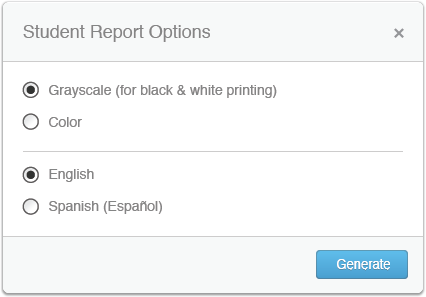 Student Report Options
Grayscale (for black & white printing)
Color
English
Spanish (Español)
Generate